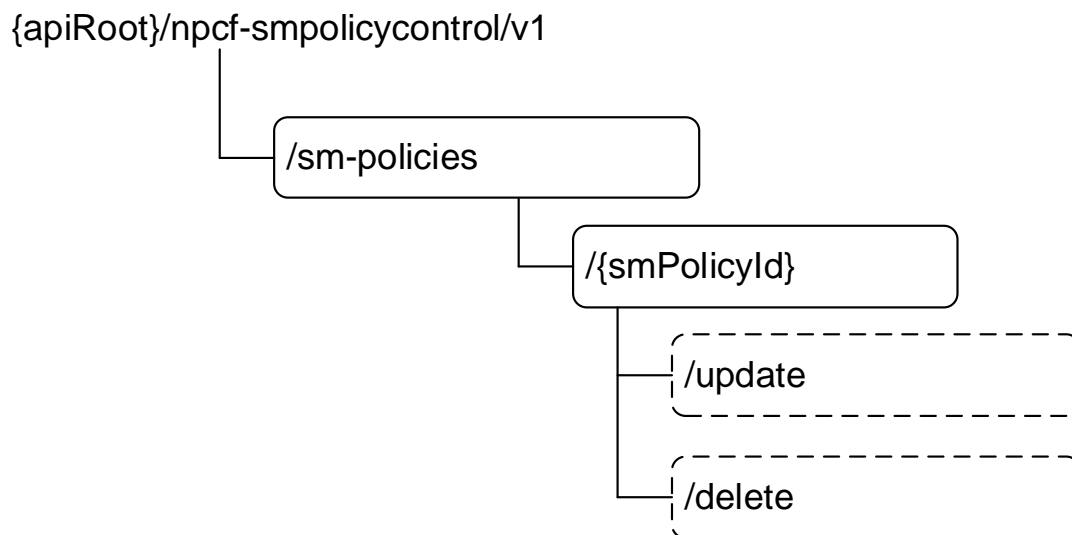 {apiRoot}/npcf-smpolicycontrol/v1
/sm-policies
/{smPolicyId}
/update
/delete